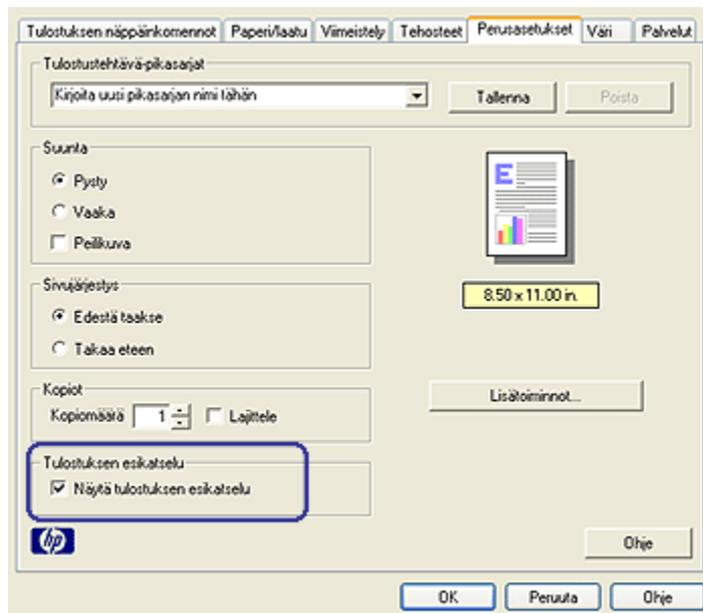 Tulostuksen näppäinkomennot Paperi/laatu Viimeistely Tehosteet Perusasetukset Väri Palvelut
Tulostustehtävä-pikasarjat
Kirjoita uusi pikasarjan nimi tähän Tallenna Poista
Suunta
Pysty
Vaaka
Peilikuva
E
8.50 x 11.00 in.
Sivujärjestys
Edestä taakse
Takaa eteen
Kopiot
Kopiomäärä 1 Lajittele
Lisätoiminnot...
Tulostuksen esikatselu
Näytä tulostuksen esikatselu
hp
Ohje
OK Peruuta Ohje